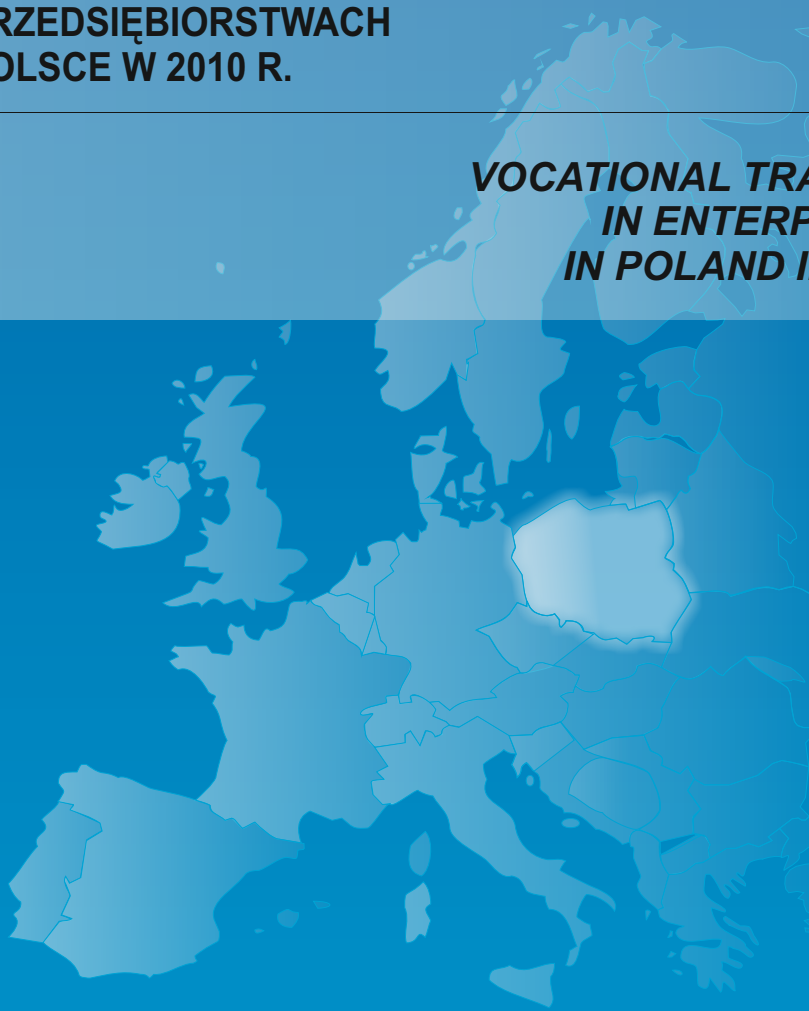 RZEDSIĘBIORSTWACH
OLSCE W 2010 R.
VOCATIONAL TRA
IN ENTERP
IN POLAND I